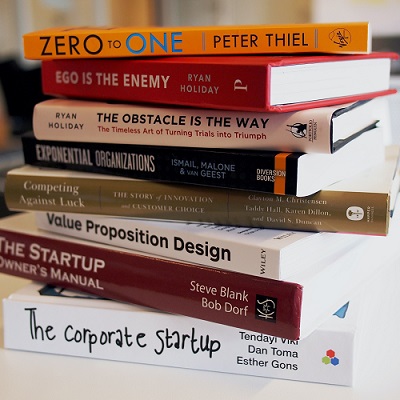 ZERO TO ONE | PETER THIEL
EGO IS THE ENEMY RYAN HOLIDAY P
RYAN HOLIDAY THE OBSTACLE IS THE WAY
The Timeless Art of Turning Trials into Triumph
EXPONENTIAL ORGANIZATIONS ISMAIL, MALONE & VAN GEEST DIVERSION BOOKS
Competing Against Luck THE STORY OF INNOVATION AND CUSTOMER CHOICE Clayton M. Christensen Taddy Hall, Karen Dillon, and David S. Duncan
Value Proposition Design WILEY
THE STARTUP OWNER'S MANUAL Steve Blank Bob Dorf
The corporate startup Tendayi Viki Dan Toma Esther Gons